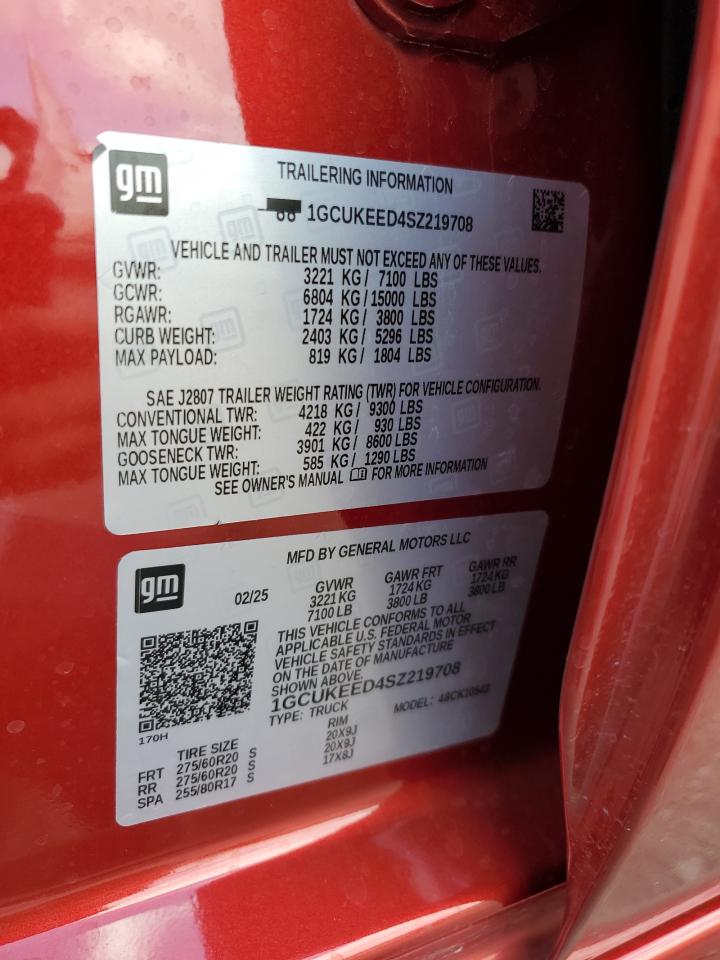 gm
TRAILERING INFORMATION
1GCUKEED4SZ219708
VEHICLE AND TRAILER MUST NOT EXCEED ANY OF THESE VALUES.
GVWR: 3221 KG / 7100 LBS
GCWR: 6804 KG / 15000 LBS
RGAWR: 1724 KG / 3800 LBS
CURB WEIGHT: 2403 KG / 5296 LBS
MAX PAYLOAD: 819 KG / 1804 LBS
SAE J2807 TRAILER WEIGHT RATING (TWR) FOR VEHICLE CONFIGURATION.
CONVENTIONAL TWR: 4218 KG / 9300 LBS
MAX TONGUE WEIGHT: 422 KG / 930 LBS
GOOSENECK TWR: 3901 KG / 8600 LBS
MAX TONGUE WEIGHT: 585 KG / 1290 LBS
SEE OWNER'S MANUAL FOR MORE INFORMATION
gm
MFD BY GENERAL MOTORS LLC
02/25 GVWR GAWR FRT GAWR RR
3221 KG 1724 KG 1724 KG
7100 LB 3800 LB 3800 LB
THIS VEHICLE CONFORMS TO ALL
APPLICABLE U.S. FEDERAL MOTOR
VEHICLE SAFETY STANDARDS IN EFFECT
ON THE DATE OF MANUFACTURE
SHOWN ABOVE.
1GCUKEED4SZ219708
TYPE: TRUCK MODEL:
170H
TIRE SIZE RIM
FRT 275/60R20 S 20X9J
RR 275/60R20 S 20X9J
SPA 255/80R17 S 17X8J